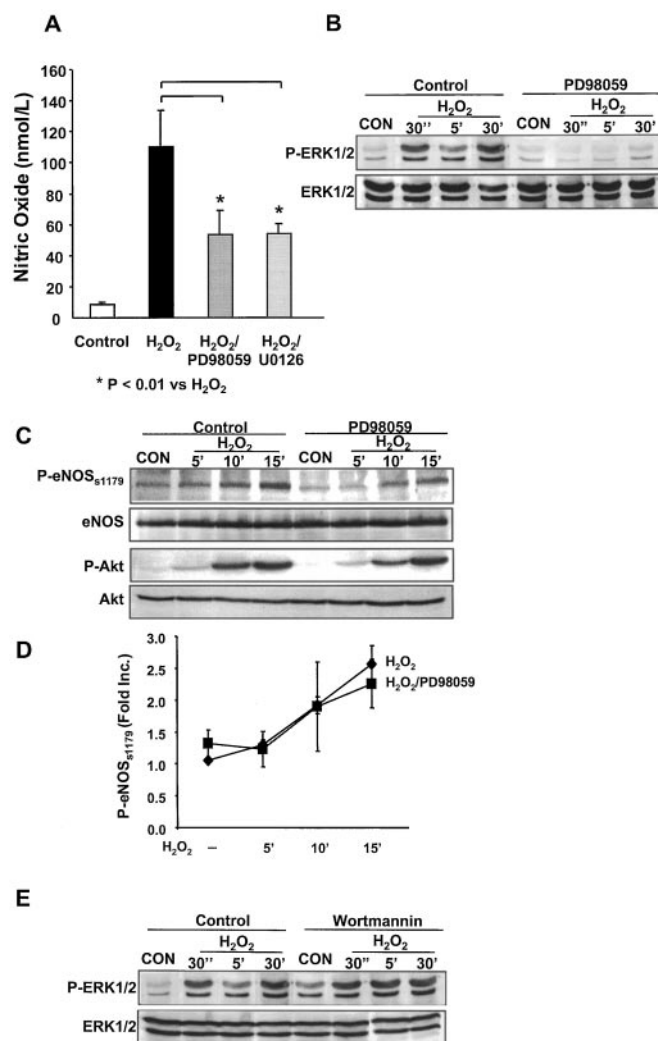 A
Nitric Oxide (nmol/L)
160
140
120
100
80
60
40
20
0
*
*
Control
H₂O₂
H₂O₂/
PD98059
H₂O₂/
U0126
* P < 0.01 vs H₂O₂
B
Control
PD98059
H₂O₂
H₂O₂
CON 30'' 5' 30' CON 30" 5' 30'
P-ERK1/2
ERK1/2
C
Control
PD98059
H₂O₂
H₂O₂
CON 5' 10' 15' CON 5' 10' 15'
P-eNOSs1179
eNOS
P-Akt
Akt
D
P-eNOSs1179 (Fold Inc.)
3.0
2.5
2.0
1.5
1.0
0.5
0.0
H₂O₂
H₂O₂/PD98059
H₂O₂ – 5' 10' 15'
E
Control
Wortmannin
H₂O₂
H₂O₂
CON 30'' 5' 30' CON 30" 5' 30'
P-ERK1/2
ERK1/2